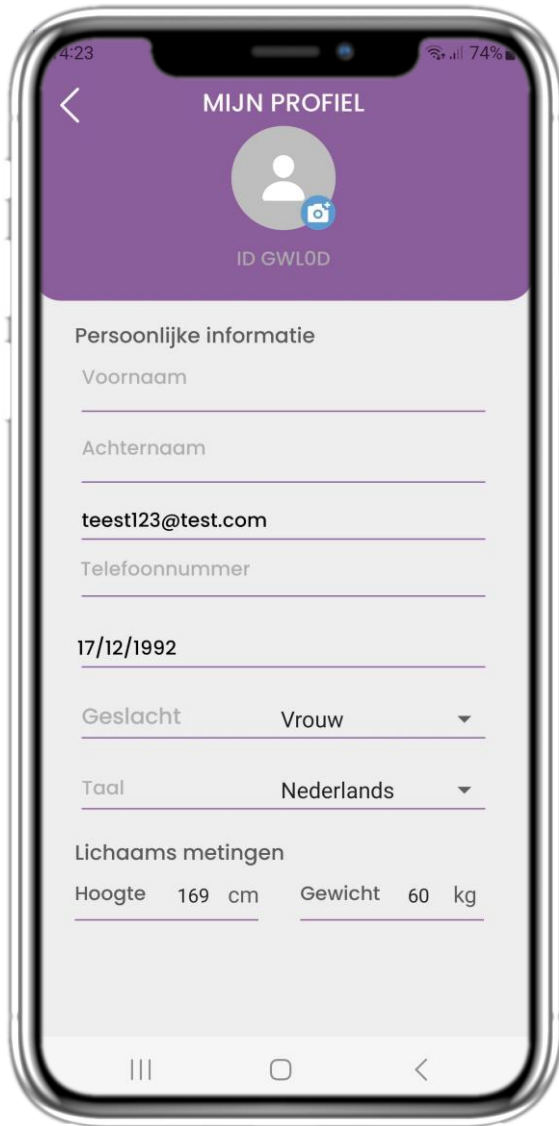 4:23 74%
MIJN PROFIEL
ID GWL0D
Persoonlijke informatie
Voornaam
Achternaam
teest123@test.com
Telefoonnummer
17/12/1992
Geslacht Vrouw
Taal Nederlands
Lichaams metingen
Hoogte 169 cm Gewicht 60 kg